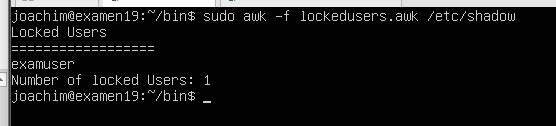 joachim@examen19:~/bin$ sudo awk -f lockedusers.awk /etc/shadow
Locked Users
==================
examuser
Number of locked Users: 1
joachim@examen19:~/bin$ _